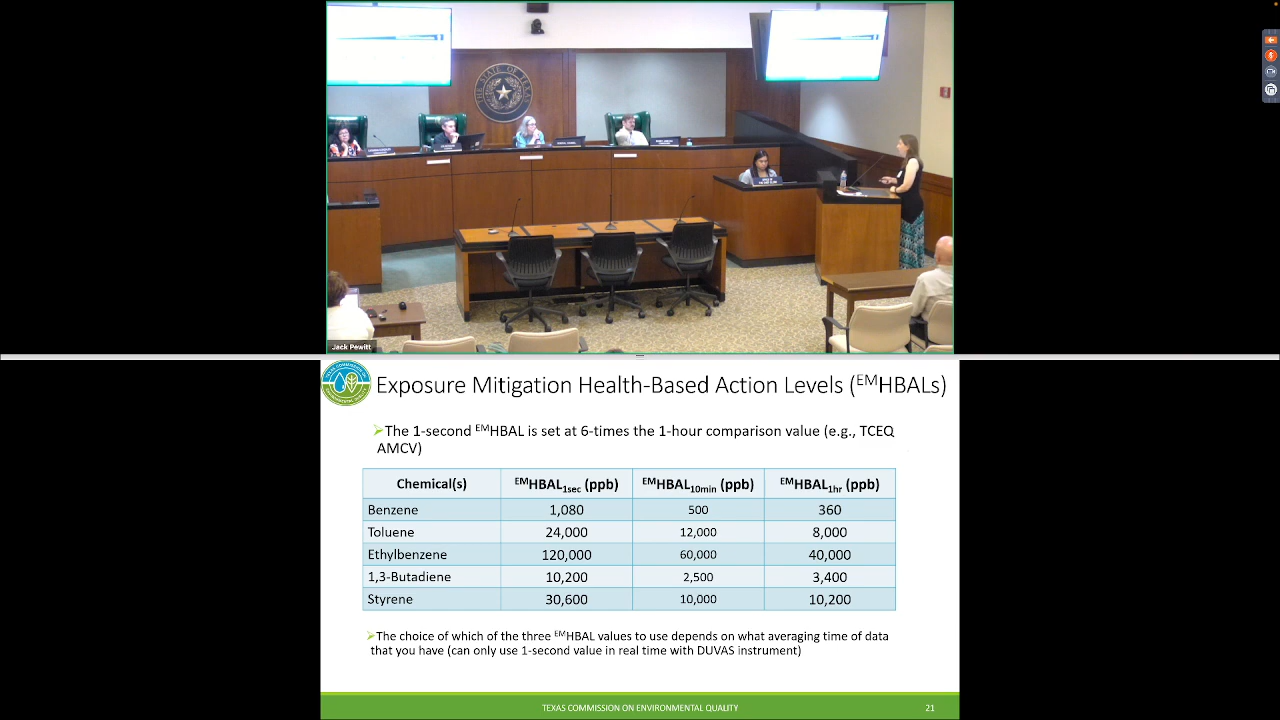 THE STATE OF TEXAS
Jack Pewitt
Exposure Mitigation Health-Based Action Levels (EMHBALs)
The 1-second EMHBAL is set at 6-times the 1-hour comparison value (e.g., TCEQ
AMCV)
Chemical(s) EMHBAL1sec (ppb) EMHBAL10min (ppb) EMHBAL1hr (ppb)
Benzene 1,080 500 360
Toluene 24,000 12,000 8,000
Ethylbenzene 120,000 60,000 40,000
1,3-Butadiene 10,200 2,500 3,400
Styrene 30,600 10,000 10,200
The choice of which of the three EMHBAL values to use depends on what averaging time of data
that you have (can only use 1-second value in real time with DUVAS instrument)
TEXAS COMMISSION ON ENVIRONMENTAL QUALITY 21